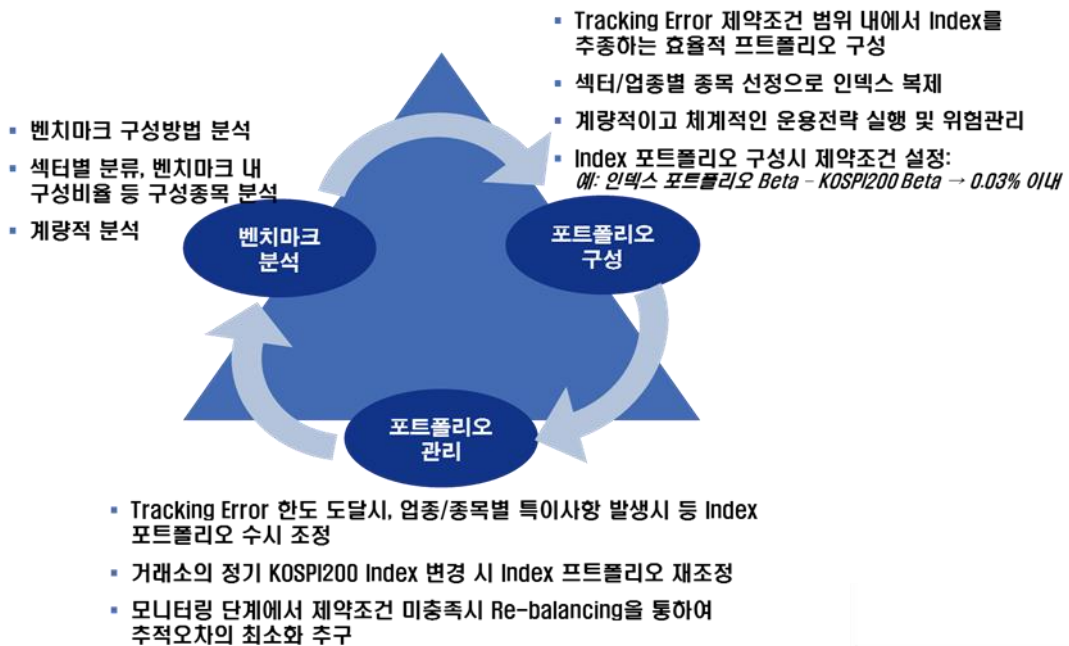 ▪ Tracking Error 제약조건 범위 내에서 Index를
추종하는 효율적 프트폴리오 구성
▪ 섹터/업종별 종목 선정으로 인덱스 복제
▪ 계량적이고 체계적인 운용전략 실행 및 위험관리
▪ Index 포트폴리오 구성시 제약조건 설정:
예: 인덱스 포트폴리오 Beta – KOSPI200 Beta → 0.03% 이내
▪ 벤치마크 구성방법 분석
▪ 섹터별 분류, 벤치마크 내
구성비율 등 구성종목 분석
▪ 계량적 분석
벤치마크
분석
포트폴리오
구성
포트폴리오
관리
▪ Tracking Error 한도 도달시, 업종/종목별 특이사항 발생시 등 Index
포트폴리오 수시 조정
▪ 거래소의 정기 KOSPI200 Index 변경 시 Index 프트폴리오 재조정
▪ 모니터링 단계에서 제약조건 미충족시 Re-balancing을 통하여
추적오차의 최소화 추구